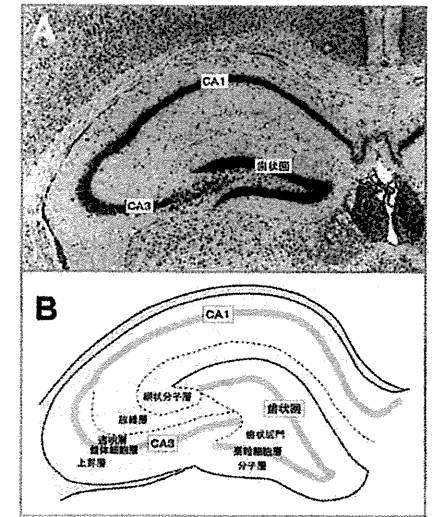 A
CA1
歯状回
CA3
B
CA1
網状分子層
歯状回
放線層
透明層
CA3
錐体細胞層
上昇層
歯状回門
顆粒細胞層
分子層